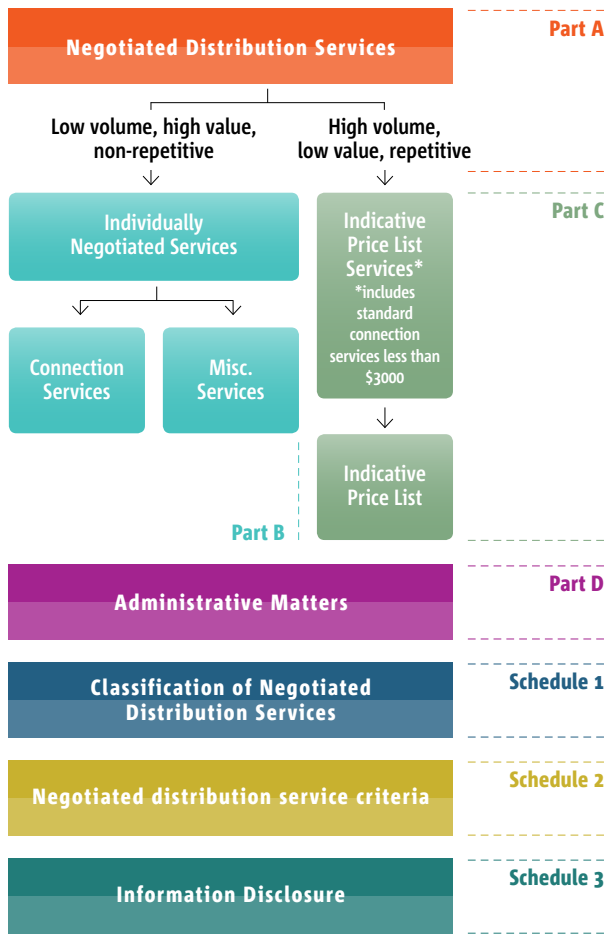 Negotiated Distribution Services
Part A
Low volume, high value,
non-repetitive
High volume,
low value, repetitive
Individually
Negotiated Services
Indicative
Price List
Services*
*includes
standard
connection
services less than
$3000
Part C
Connection
Services
Misc.
Services
Indicative
Price List
Part B
Administrative Matters
Part D
Classification of Negotiated
Distribution Services
Schedule 1
Negotiated distribution service criteria
Schedule 2
Information Disclosure
Schedule 3